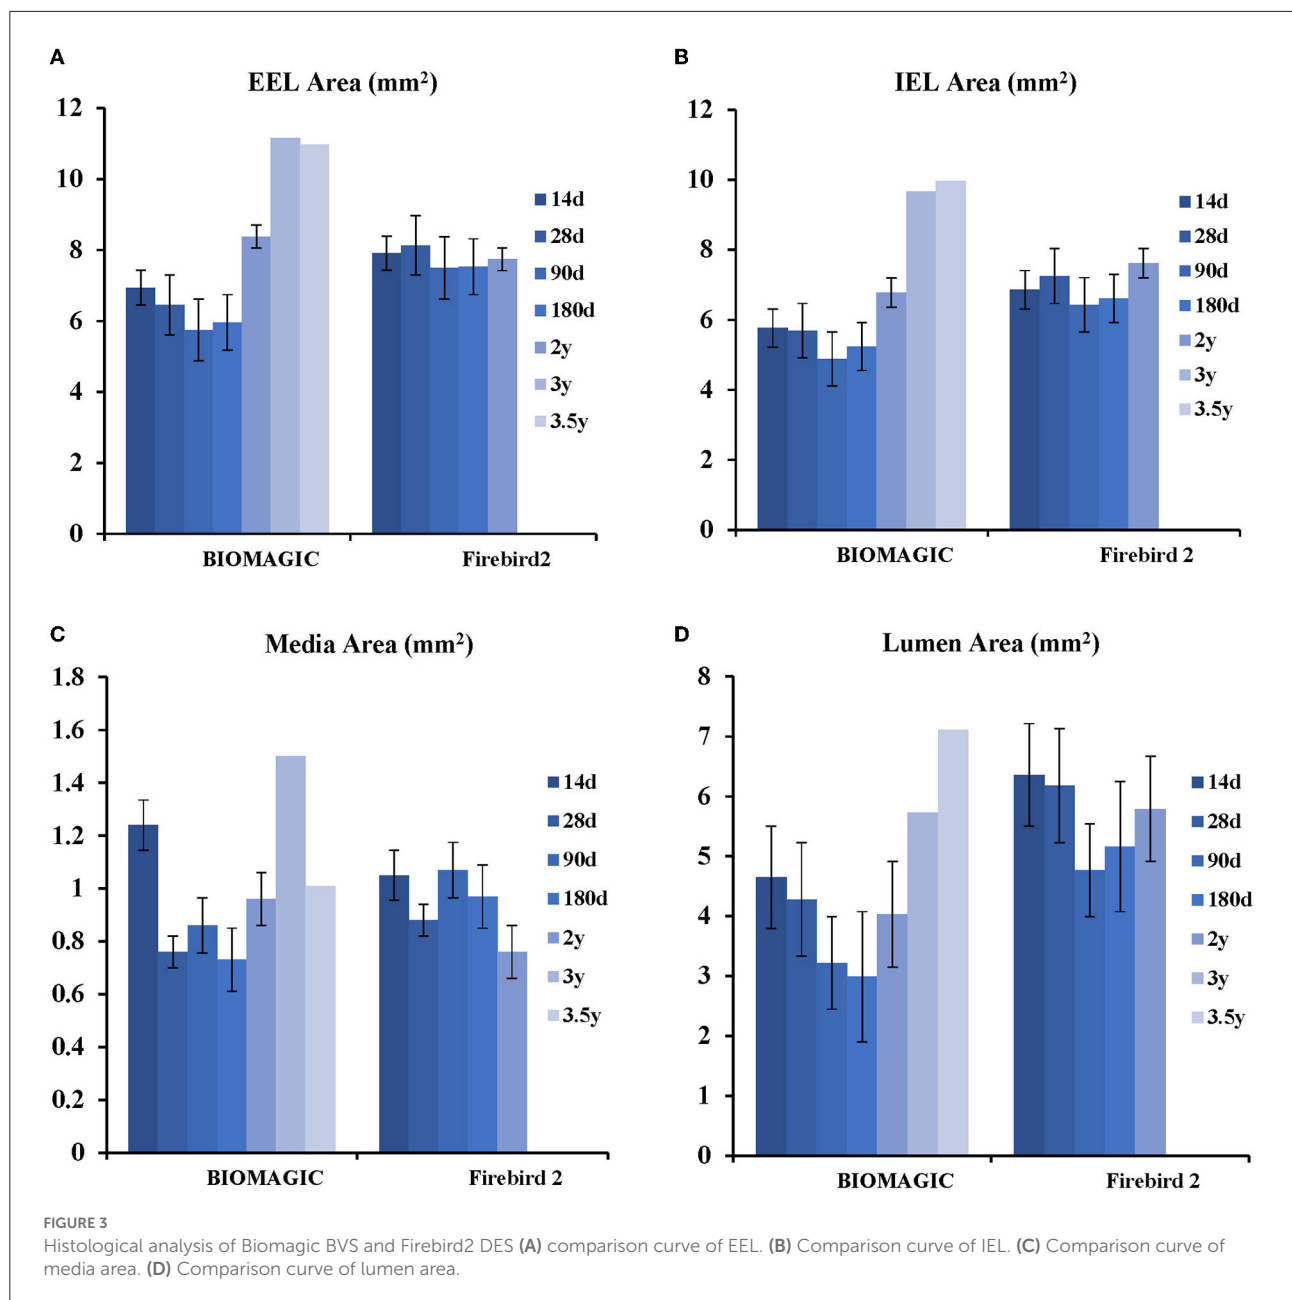 A
EEL Area (mm²)
12
10
8
6
4
2
0
14d
28d
90d
180d
2y
3y
3.5y
BIOMAGIC
Firebird2
B
IEL Area (mm²)
12
10
8
6
4
2
0
14d
28d
90d
180d
2y
3y
3.5y
BIOMAGIC
Firebird 2
C
Media Area (mm²)
1.8
1.6
1.4
1.2
1
0.8
0.6
0.4
0.2
0
14d
28d
90d
180d
2y
3y
3.5y
BIOMAGIC
Firebird 2
D
Lumen Area (mm²)
8
7
6
5
4
3
2
1
0
14d
28d
90d
180d
2y
3y
3.5y
BIOMAGIC
Firebird 2
FIGURE 3
Histological analysis of Biomagic BVS and Firebird2 DES (A) comparison curve of EEL. (B) Comparison curve of IEL. (C) Comparison curve of
media area. (D) Comparison curve of lumen area.